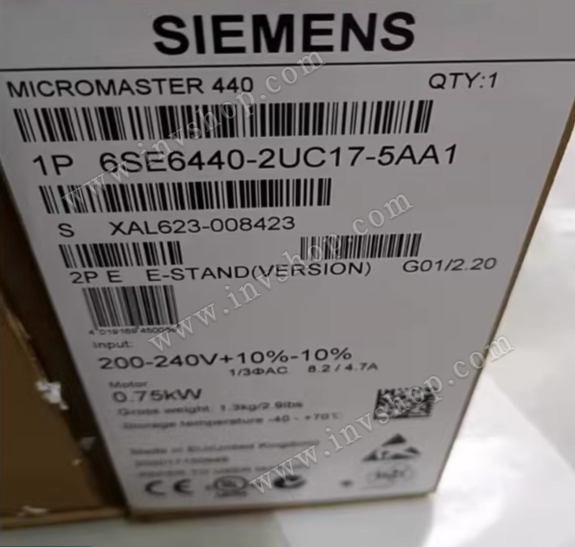 SIEMENS
MICROMASTER 440 QTY:1
1P 6SE6440-2UC17-5AA1
S XAL623-008423
2P E E-STAND(VERSION) G01/2.20
Input:
200-240V+10%-10%
1/3ΦAC 8.2 / 4.7A
Motor
0.75kW
Gross weight: 1.3kg/2.9lbs
Storage temperature -40 - +70°C
Made in United Kingdom
CE
www.invshop.com
www.invshop.com
www.invshop.com